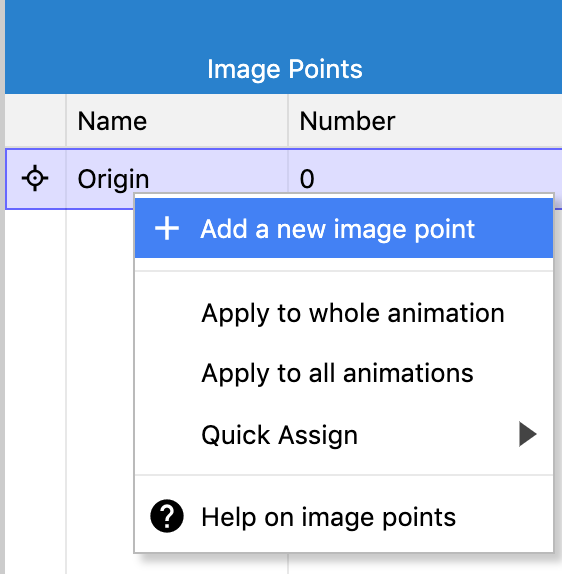 Image Points
Name Number
Origin 0
Add a new image point
Apply to whole animation
Apply to all animations
Quick Assign
Help on image points